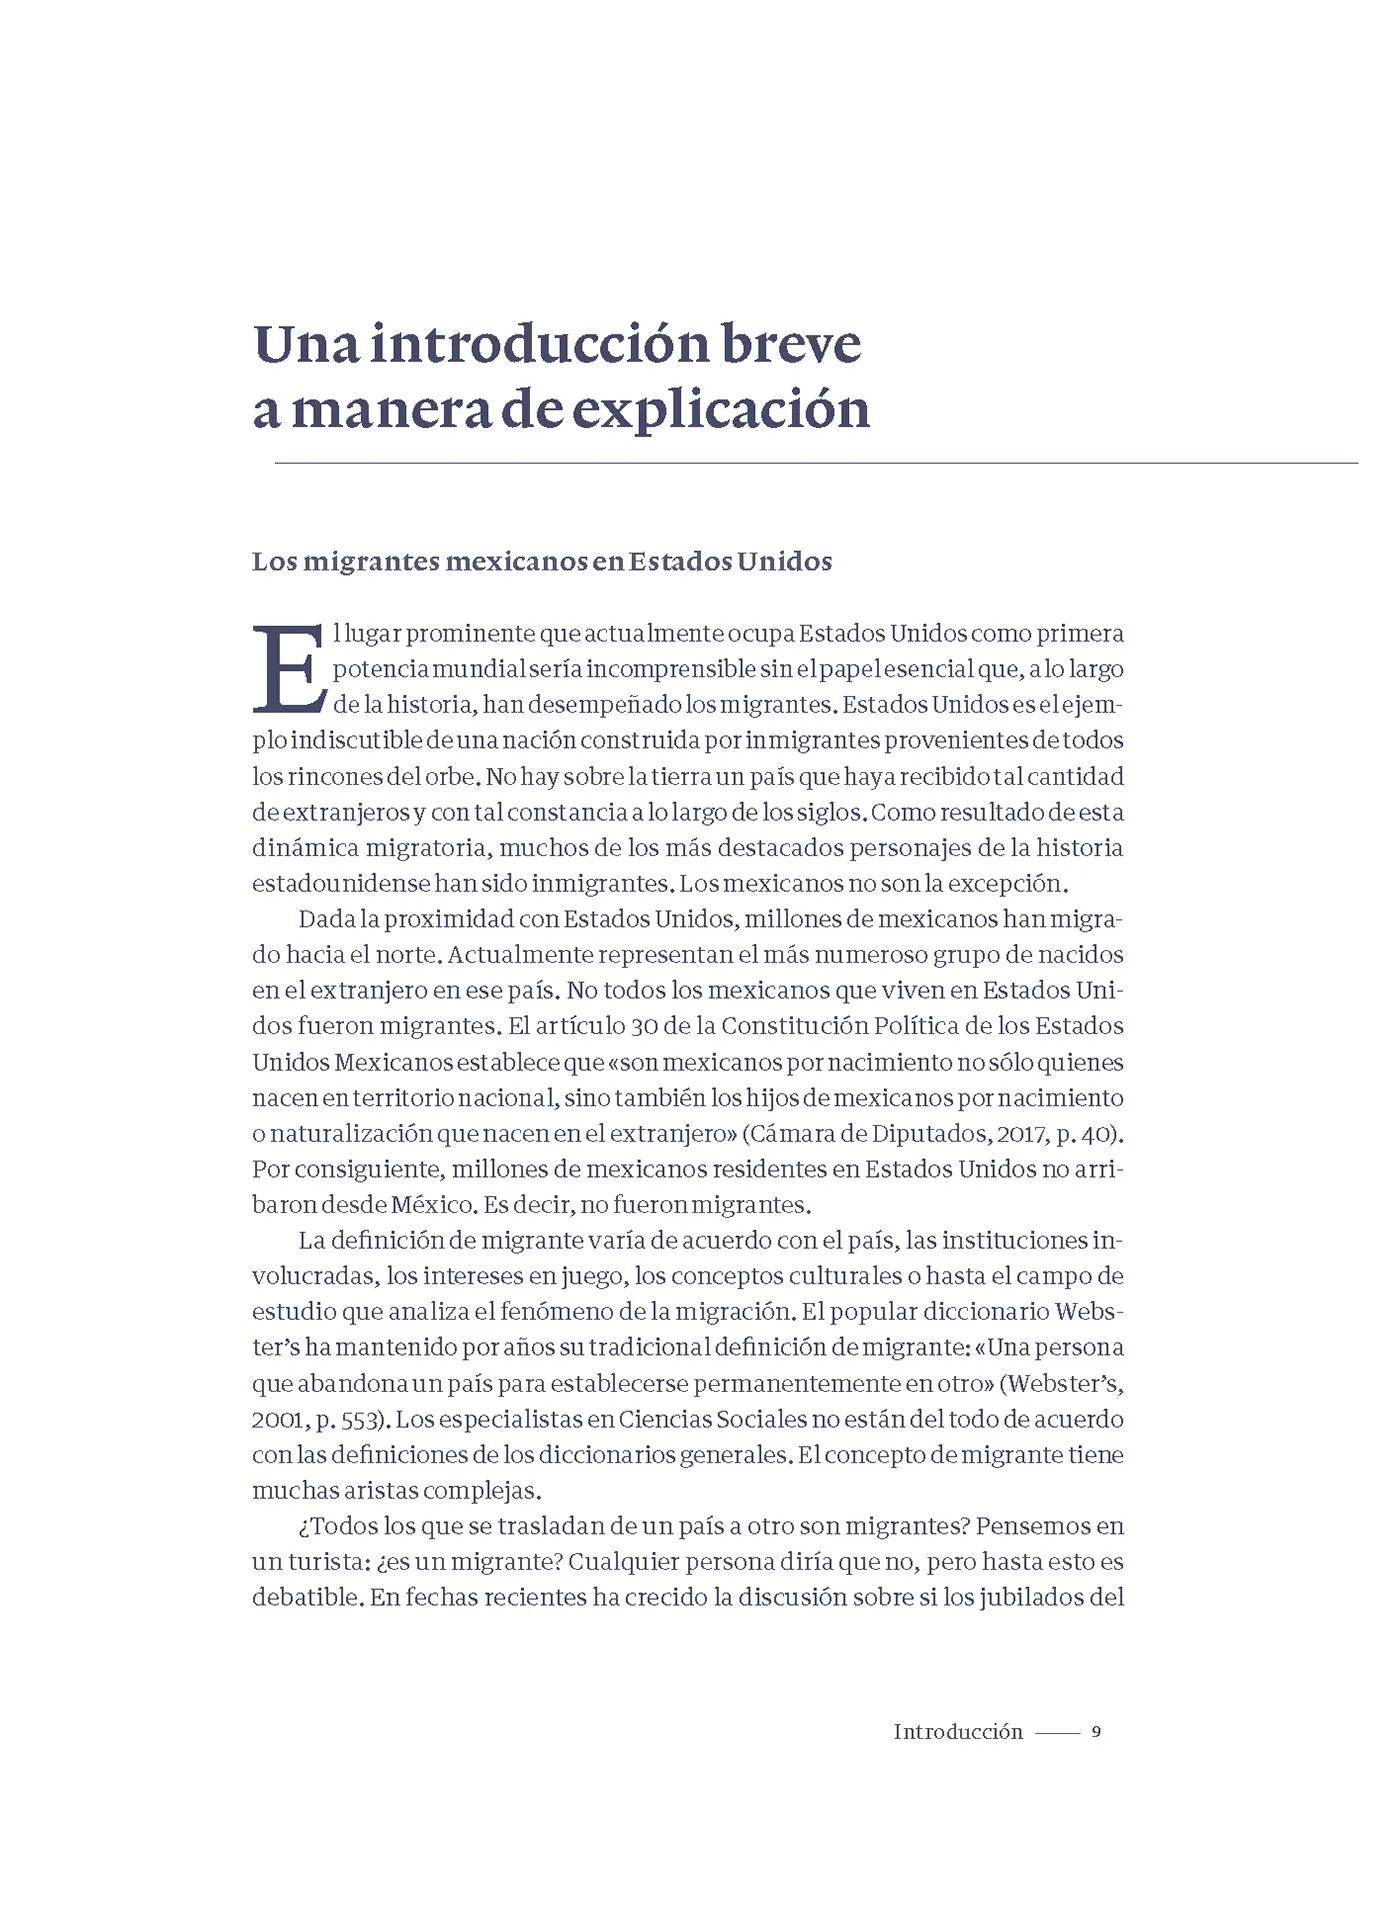 Una introducción breve
a manera de explicación
Los migrantes mexicanos en Estados Unidos
El lugar prominente que actualmente ocupa Estados Unidos como primera
potencia mundial sería incomprensible sin el papel esencial que, a lo largo
de la historia, han desempeñado los migrantes. Estados Unidos es el ejem-
plo indiscutible de una nación construida por inmigrantes provenientes de todos
los rincones del orbe. No hay sobre la tierra un país que haya recibido tal cantidad
de extranjeros y con tal constancia a lo largo de los siglos. Como resultado de esta
dinámica migratoria, muchos de los más destacados personajes de la historia
estadounidense han sido inmigrantes. Los mexicanos no son la excepción.
Dada la proximidad con Estados Unidos, millones de mexicanos han migra-
do hacia el norte. Actualmente representan el más numeroso grupo de nacidos
en el extranjero en ese país. No todos los mexicanos que viven en Estados Uni-
dos fueron migrantes. El artículo 30 de la Constitución Política de los Estados
Unidos Mexicanos establece que «son mexicanos por nacimiento no sólo quienes
nacen en territorio nacional, sino también los hijos de mexicanos por nacimiento
o naturalización que nacen en el extranjero» (Cámara de Diputados, 2017, p. 40).
Por consiguiente, millones de mexicanos residentes en Estados Unidos no arri-
baron desde México. Es decir, no fueron migrantes.
La definición de migrante varía de acuerdo con el país, las instituciones in-
volucradas, los intereses en juego, los conceptos culturales o hasta el campo de
estudio que analiza el fenómeno de la migración. El popular diccionario Webs-
ter’s ha mantenido por años su tradicional definición de migrante: «Una persona
que abandona un país para establecerse permanentemente en otro» (Webster’s,
2001, p. 553). Los especialistas en Ciencias Sociales no están del todo de acuerdo
con las definiciones de los diccionarios generales. El concepto de migrante tiene
muchas aristas complejas.
¿Todos los que se trasladan de un país a otro son migrantes? Pensemos en
un turista: ¿es un migrante? Cualquier persona diría que no, pero hasta esto es
debatible. En fechas recientes ha crecido la discusión sobre si los jubilados del
Introducción —— 9